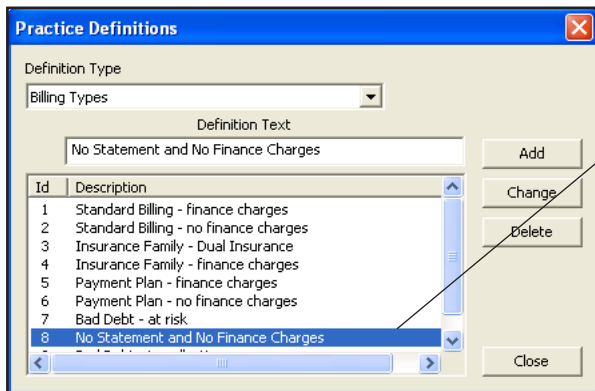 Practice Definitions
Definition Type
Billing Types
Definition Text
No Statement and No Finance Charges
Add
Id Description
Change
1 Standard Billing - finance charges
2 Standard Billing - no finance charges
Delete
3 Insurance Family - Dual Insurance
4 Insurance Family - finance charges
5 Payment Plan - finance charges
6 Payment Plan - no finance charges
7 Bad Debt - at risk
8 No Statement and No Finance Charges
Close